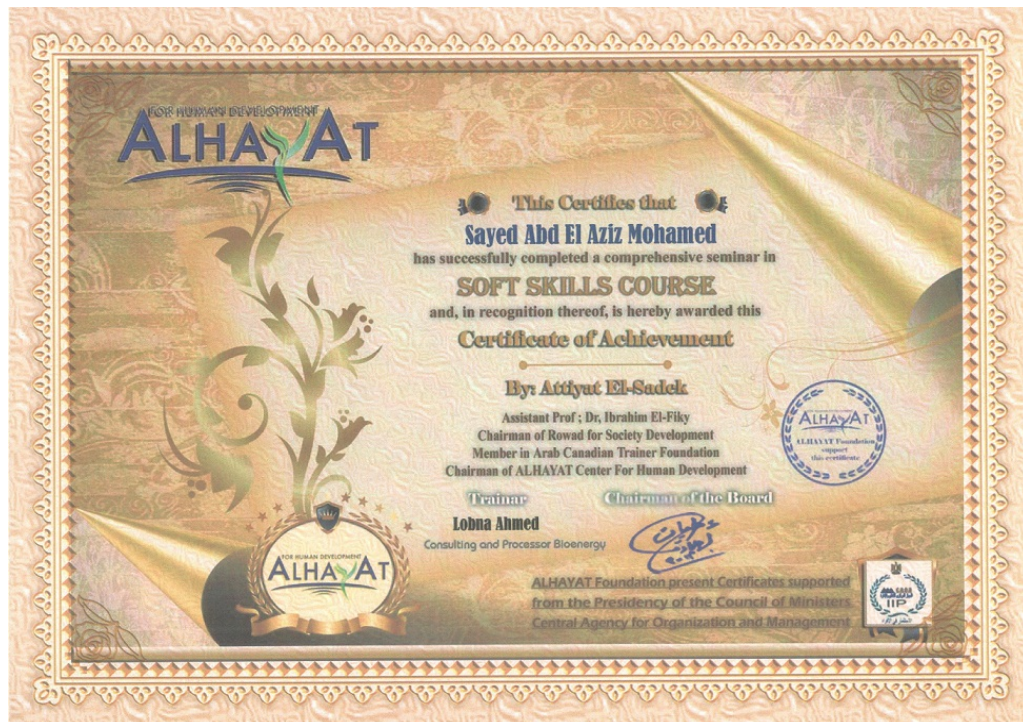 FOR HUMAN DEVELOPMENT
ALHAYAT
This Certifies that
Sayed Abd El Aziz Mohamed
has successfully completed a comprehensive seminar in
SOFT SKILLS COURSE
and, in recognition thereof, is hereby awarded this
Certificate of Achievement
By: Attiyat El-Sadek
Assistant Prof ; Dr, Ibrahim El-Fiky
Chairman of Rowad for Society Development
Member in Arab Canadian Trainer Foundation
Chairman of ALHAYAT Center For Human Development
ALHAYAT
ALHAYAT Foundation
support
this certificate
Trainar Chairman of the Board
Lobna Ahmed
Consulting and Processor Bioenergy
FOR HUMAN DEVELOPMENT
ALHAYAT
ALHAYAT Foundation present Certificates supported
from the Presidency of the Council of Ministers
Central Agency for Organization and Management
IIP